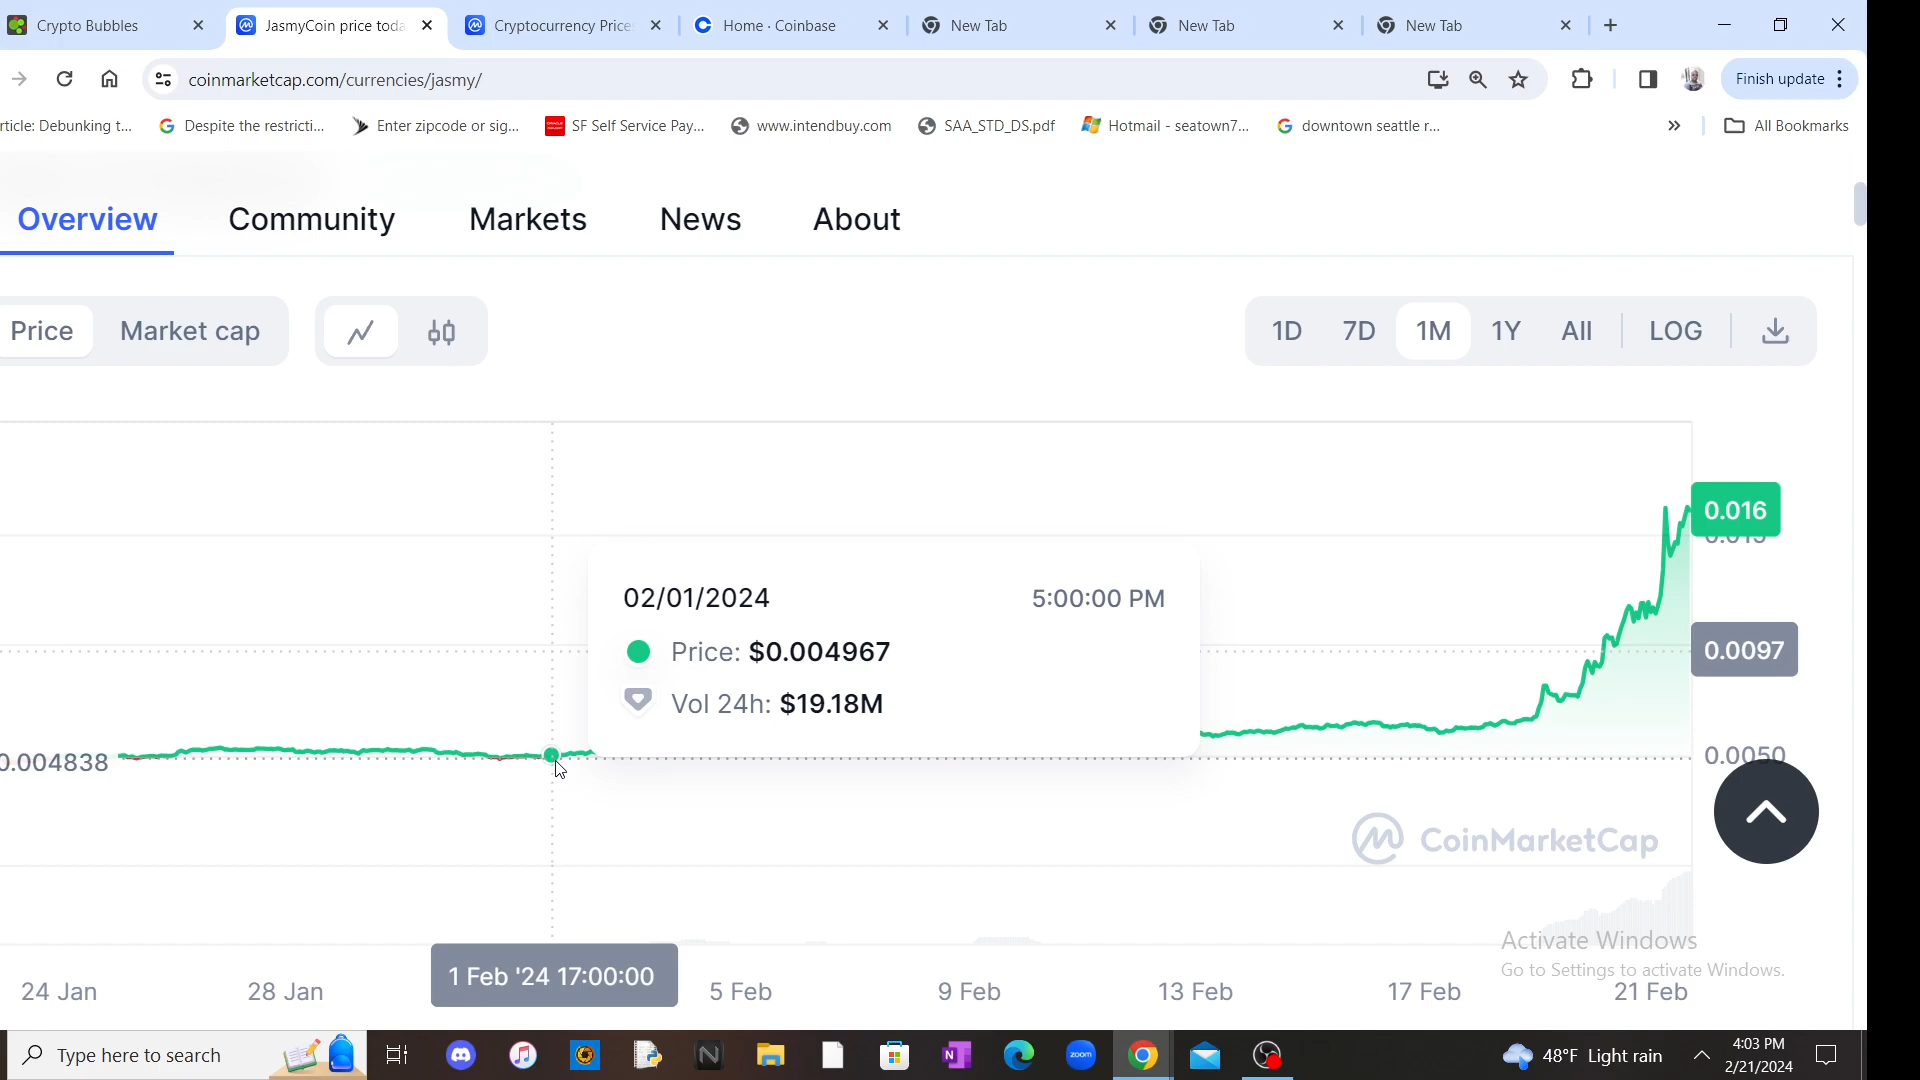 Crypto Bubbles
JasmyCoin price toda
Cryptocurrency Price
Home · Coinbase
New Tab
New Tab
New Tab
coinmarketcap.com/currencies/jasmy/
Finish update
rticle: Debunking t...
Despite the restricti...
Enter zipcode or sig...
SF Self Service Pay...
www.intendbuy.com
SAA_STD_DS.pdf
Hotmail - seatown7...
downtown seattle r...
All Bookmarks
Overview
Community
Markets
News
About
Price
Market cap
1D
7D
1M
1Y
All
LOG
0.016
02/01/2024
5:00:00 PM
Price: $0.004967
Vol 24h: $19.18M
0.0097
0.004838
0.0050
CoinMarketCap
Activate Windows
Go to Settings to activate Windows.
24 Jan
28 Jan
1 Feb '24 17:00:00
5 Feb
9 Feb
13 Feb
17 Feb
21 Feb
Type here to search
zoom
48°F Light rain
4:03 PM
2/21/2024